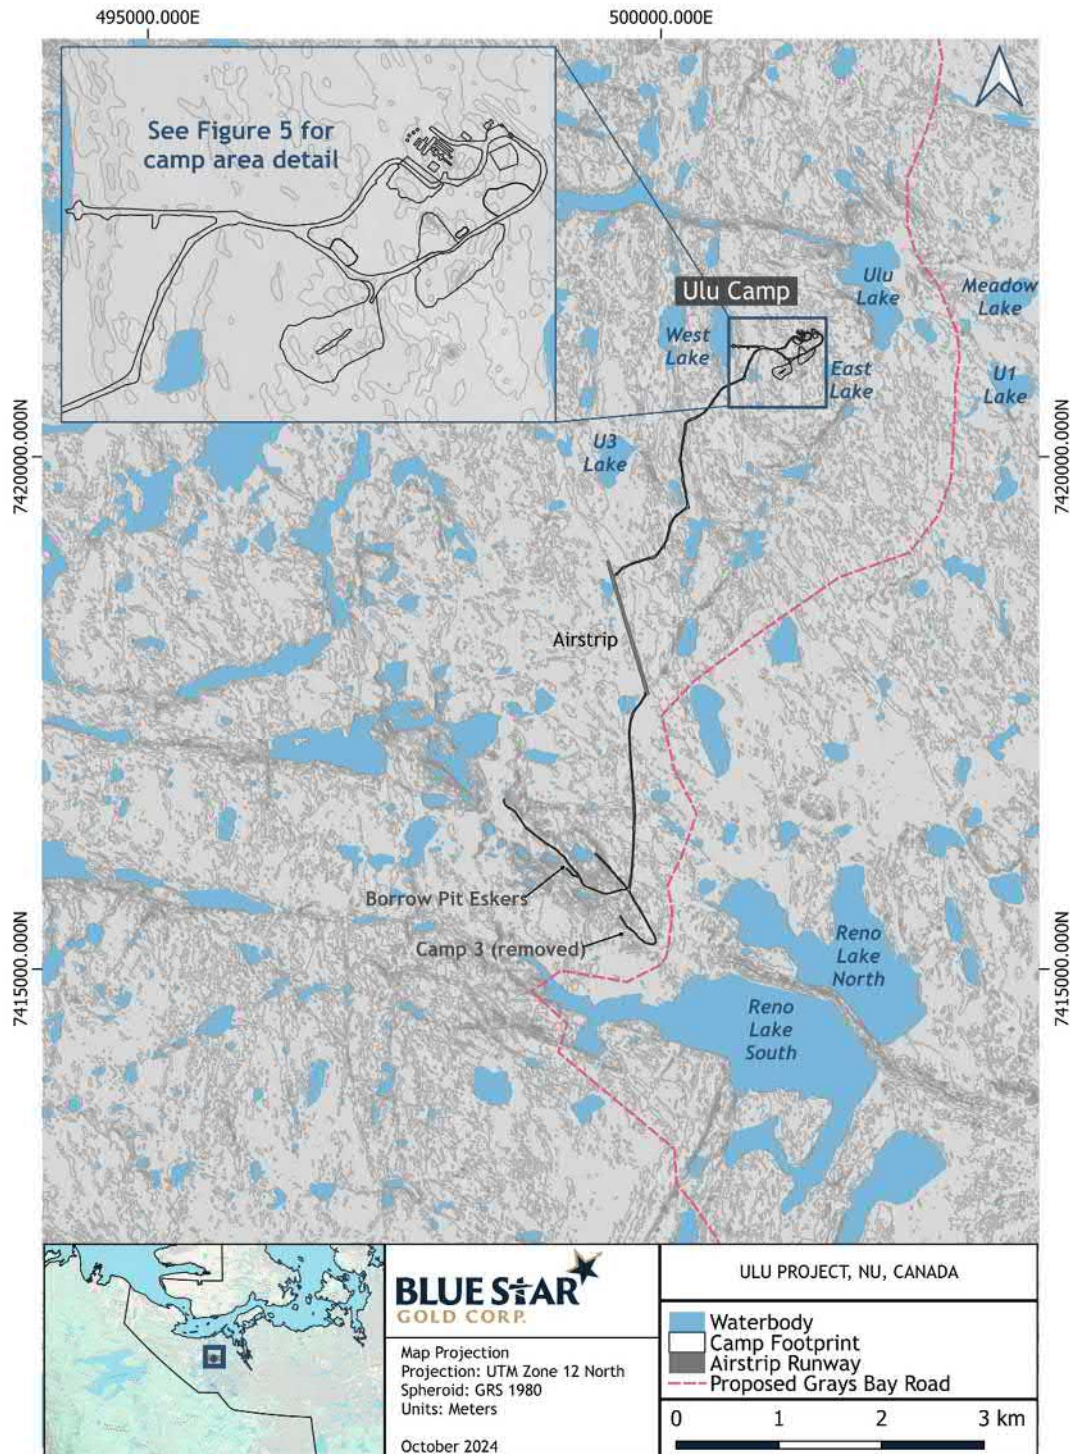 495000.000E
500000.000E
See Figure 5 for
camp area detail
Ulu Camp
Ulu
Lake
Meadow
Lake
West
Lake
East
Lake
U1
Lake
U3
Lake
7420000.000N
7420000.000N
Airstrip
Borrow Pit Eskers
Camp 3 (removed)
Reno
Lake
North
Reno
Lake
South
7415000.000N
7415000.000N
BLUE STAR
GOLD CORP.
Map Projection
Projection: UTM Zone 12 North
Spheroid: GRS 1980
Units: Meters
October 2024
ULU PROJECT, NU, CANADA
Waterbody
Camp Footprint
Airstrip Runway
Proposed Grays Bay Road
0 1 2 3 km